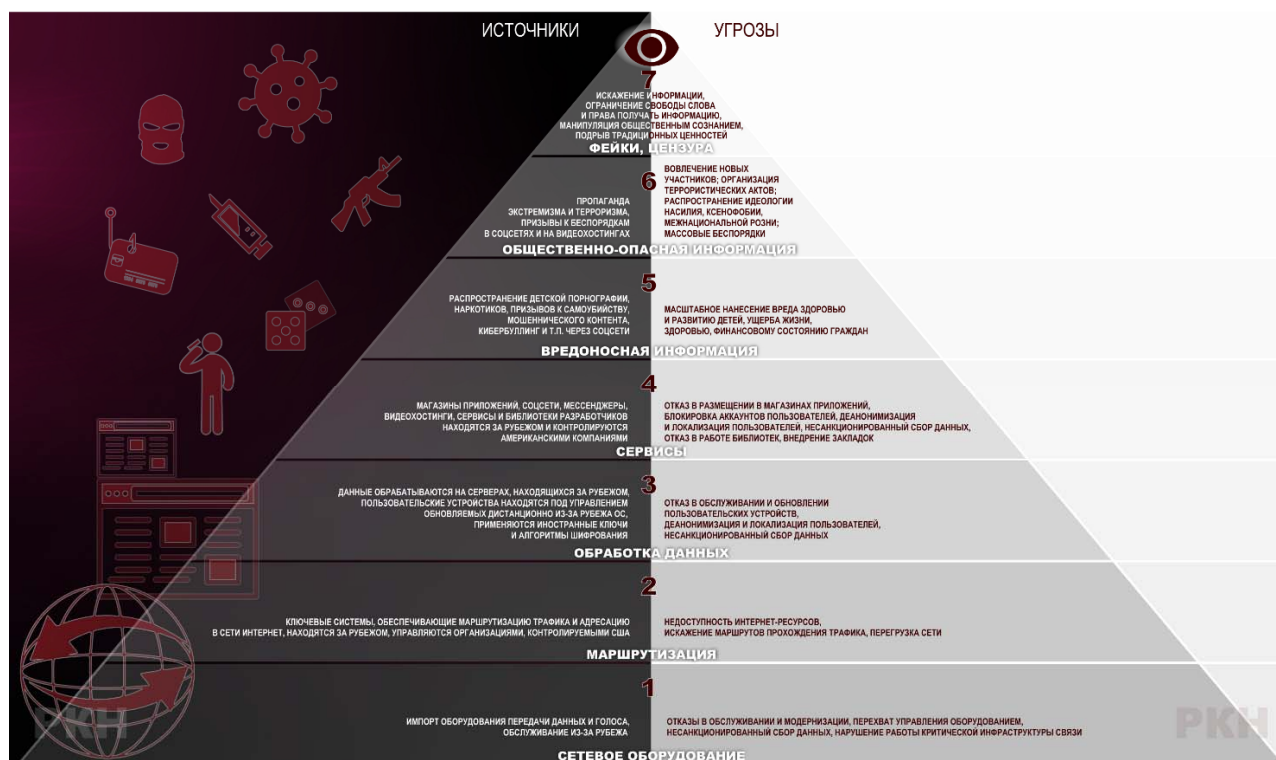 ИСТОЧНИКИ
УГРОЗЫ
7
ИСКАЖЕНИЕ ИНФОРМАЦИИ,
ОГРАНИЧЕНИЕ СВОБОДЫ СЛОВА
И ПРАВА ПОЛУЧАТЬ ИНФОРМАЦИЮ,
МАНИПУЛЯЦИЯ ОБЩЕСТВЕННЫМ СОЗНАНИЕМ,
ПОДРЫВ ТРАДИЦИОННЫХ ЦЕННОСТЕЙ
ФЕЙКИ, ЦЕНЗУРА
6
ПРОПАГАНДА
ЭКСТРЕМИЗМА И ТЕРРОРИЗМА,
ПРИЗЫВЫ К БЕСПОРЯДКАМ
В СОЦСЕТЯХ И НА ВИДЕОХОСТИНГАХ
ВОВЛЕЧЕНИЕ НОВЫХ
УЧАСТНИКОВ; ОРГАНИЗАЦИЯ
ТЕРРОРИСТИЧЕСКИХ АКТОВ;
РАСПРОСТРАНЕНИЕ ИДЕОЛОГИИ
НАСИЛИЯ, КСЕНОФОБИИ,
МЕЖНАЦИОНАЛЬНОЙ РОЗНИ;
МАССОВЫЕ БЕСПОРЯДКИ
ОБЩЕСТВЕННО-ОПАСНАЯ ИНФОРМАЦИЯ
5
РАСПРОСТРАНЕНИЕ ДЕТСКОЙ ПОРНОГРАФИИ,
НАРКОТИКОВ, ПРИЗЫВОВ К САМОУБИЙСТВУ,
МОШЕННИЧЕСКОГО КОНТЕНТА,
КИБЕРБУЛЛИНГ И Т.П. ЧЕРЕЗ СОЦСЕТИ
МАСШТАБНОЕ НАНЕСЕНИЕ ВРЕДА ЗДОРОВЬЮ
И РАЗВИТИЮ ДЕТЕЙ, УЩЕРБА ЖИЗНИ,
ЗДОРОВЬЮ, ФИНАНСОВОМУ СОСТОЯНИЮ ГРАЖДАН
ВРЕДОНОСНАЯ ИНФОРМАЦИЯ
4
МАГАЗИНЫ ПРИЛОЖЕНИЙ, СОЦСЕТИ, МЕССЕНДЖЕРЫ,
ВИДЕОХОСТИНГИ, СЕРВИСЫ И БИБЛИОТЕКИ РАЗРАБОТЧИКОВ
НАХОДЯТСЯ ЗА РУБЕЖОМ И КОНТРОЛИРУЮТСЯ
АМЕРИКАНСКИМИ КОМПАНИЯМИ
ОТКАЗ В РАЗМЕЩЕНИИ В МАГАЗИНАХ ПРИЛОЖЕНИЙ,
БЛОКИРОВКА АККАУНТОВ ПОЛЬЗОВАТЕЛЕЙ, ДЕАНОНИМИЗАЦИЯ
И ЛОКАЛИЗАЦИЯ ПОЛЬЗОВАТЕЛЕЙ, НЕСАНКЦИОНИРОВАННЫЙ СБОР ДАННЫХ,
ОТКАЗ В РАБОТЕ БИБЛИОТЕК, ВНЕДРЕНИЕ ЗАКЛАДОК
СЕРВИСЫ
3
ДАННЫЕ ОБРАБАТЫВАЮТСЯ НА СЕРВЕРАХ, НАХОДЯЩИХСЯ ЗА РУБЕЖОМ,
ПОЛЬЗОВАТЕЛЬСКИЕ УСТРОЙСТВА НАХОДЯТСЯ ПОД УПРАВЛЕНИЕМ
ОБНОВЛЯЕМЫХ ДИСТАНЦИОННО ИЗ-ЗА РУБЕЖА ОС,
ПРИМЕНЯЮТСЯ ИНОСТРАННЫЕ КЛЮЧИ
И АЛГОРИТМЫ ШИФРОВАНИЯ
ОТКАЗ В ОБСЛУЖИВАНИИ И ОБНОВЛЕНИИ
ПОЛЬЗОВАТЕЛЬСКИХ УСТРОЙСТВ,
ДЕАНОНИМИЗАЦИЯ И ЛОКАЛИЗАЦИЯ ПОЛЬЗОВАТЕЛЕЙ,
НЕСАНКЦИОНИРОВАННЫЙ СБОР ДАННЫХ
ОБРАБОТКА ДАННЫХ
2
КЛЮЧЕВЫЕ СИСТЕМЫ, ОБЕСПЕЧИВАЮЩИЕ МАРШРУТИЗАЦИЮ ТРАФИКА И АДРЕСАЦИЮ
В СЕТИ ИНТЕРНЕТ, НАХОДЯТСЯ ЗА РУБЕЖОМ, УПРАВЛЯЮТСЯ ОРГАНИЗАЦИЯМИ, КОНТРОЛИРУЕМЫМИ США
НЕДОСТУПНОСТЬ ИНТЕРНЕТ-РЕСУРСОВ,
ИСКАЖЕНИЕ МАРШРУТОВ ПРОХОЖДЕНИЯ ТРАФИКА, ПЕРЕГРУЗКА СЕТИ
МАРШРУТИЗАЦИЯ
1
ИМПОРТ ОБОРУДОВАНИЯ ПЕРЕДАЧИ ДАННЫХ И ГОЛОСА,
ОБСЛУЖИВАНИЕ ИЗ-ЗА РУБЕЖА
ОТКАЗЫ В ОБСЛУЖИВАНИИ И МОДЕРНИЗАЦИИ, ПЕРЕХВАТ УПРАВЛЕНИЯ ОБОРУДОВАНИЕМ,
НЕСАНКЦИОНИРОВАННЫЙ СБОР ДАННЫХ, НАРУШЕНИЕ РАБОТЫ КРИТИЧЕСКОЙ ИНФРАСТРУКТУРЫ СВЯЗИ
СЕТЕВОЕ ОБОРУДОВАНИЕ
РКН
РКН